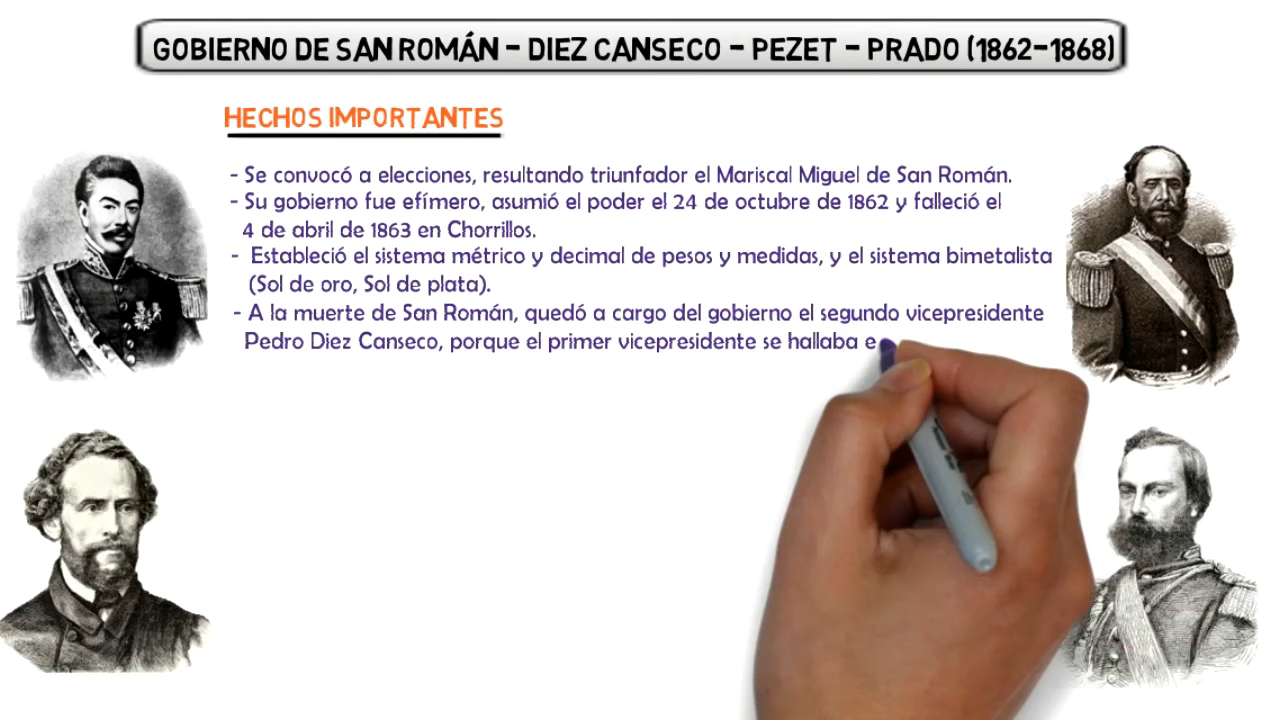 GOBIERNO DE SAN ROMÁN - DIEZ CANSECO - PEZET - PRADO (1862-1868)
HECHOS IMPORTANTES
- Se convocó a elecciones, resultando triunfador el Mariscal Miguel de San Román.
- Su gobierno fue efímero, asumió el poder el 24 de octubre de 1862 y falleció el
4 de abril de 1863 en Chorrillos.
- Estableció el sistema métrico y decimal de pesos y medidas, y el sistema bimetalista
(Sol de oro, Sol de plata).
- A la muerte de San Román, quedó a cargo del gobierno el segundo vicepresidente
Pedro Diez Canseco, porque el primer vicepresidente se hallaba e